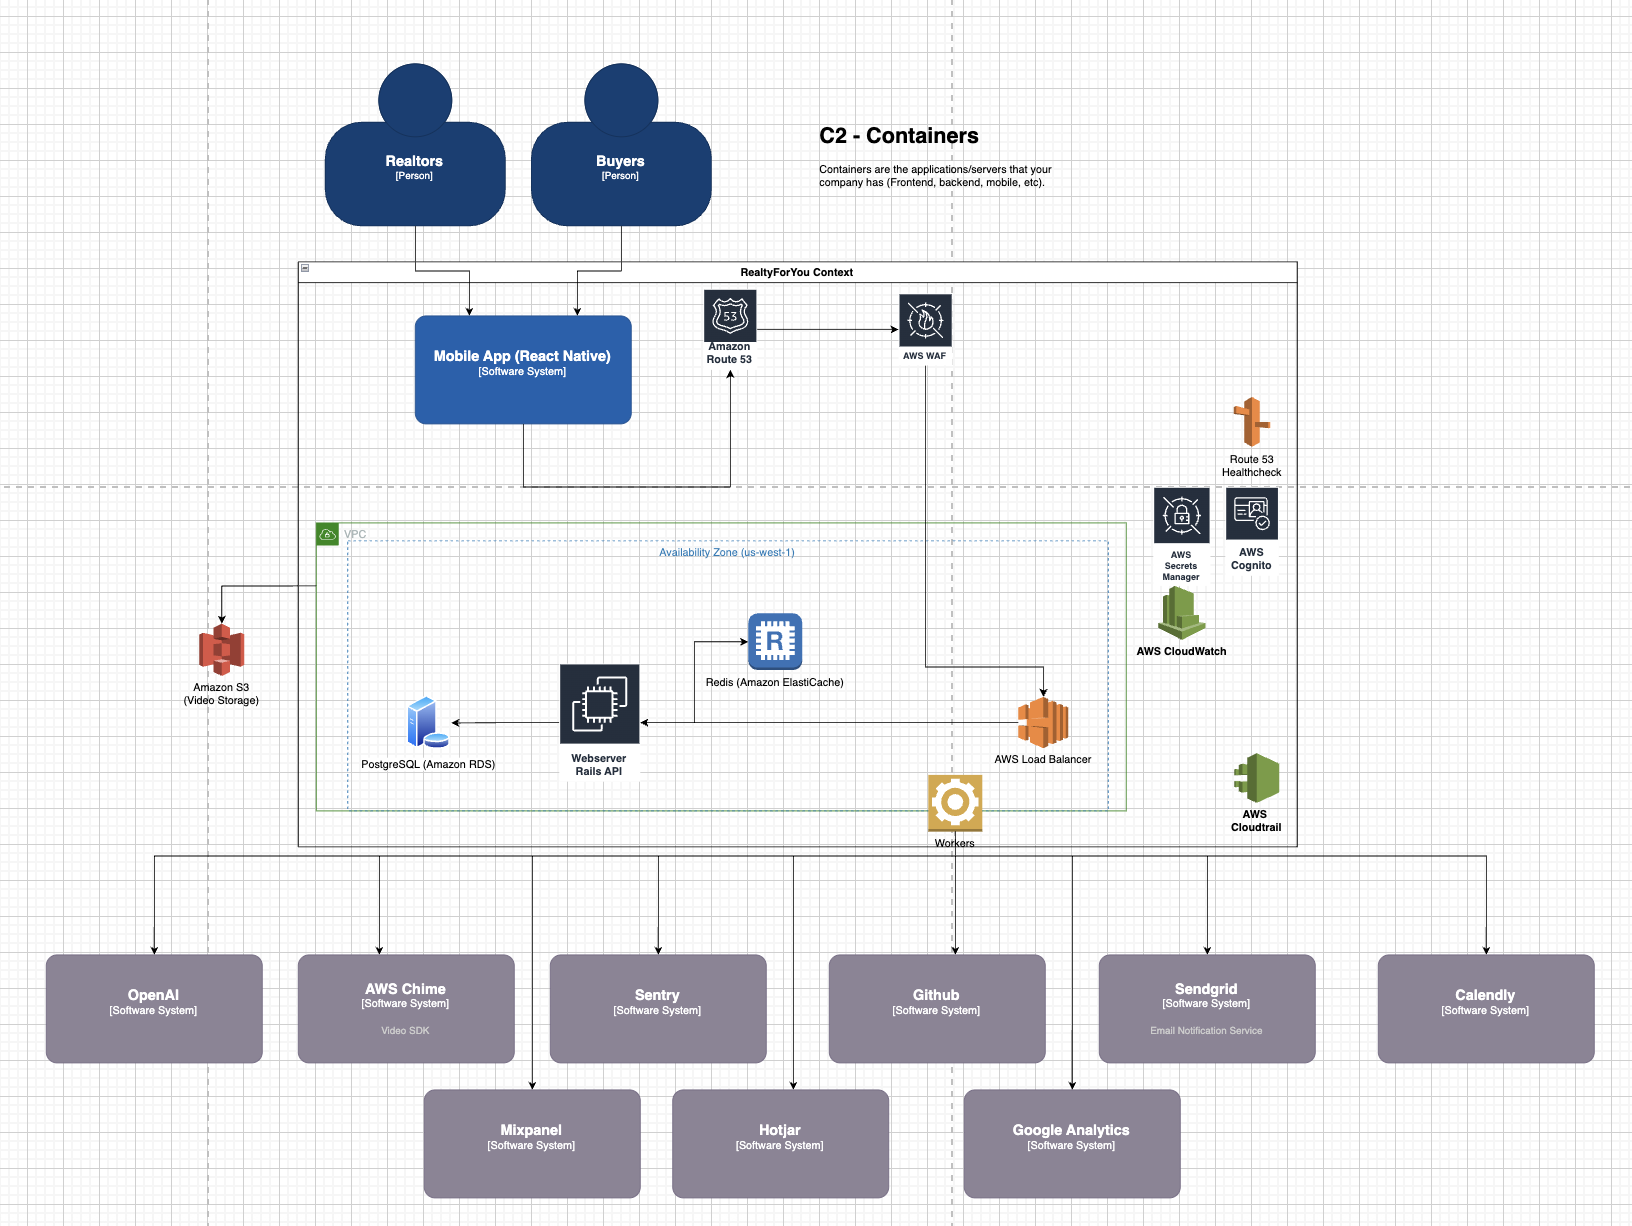 Realtors
[Person]
Buyers
[Person]
C2 - Containers
Containers are the applications/servers that your
company has (Frontend, backend, mobile, etc).
RealtyForYou Context
Mobile App (React Native)
[Software System]
53
Amazon
Route 53
AWS WAF
Route 53
Healthcheck
AWS
Secrets
Manager
AWS
Cognito
VPC
Availability Zone (us-west-1)
AWS CloudWatch
R
Redis (Amazon ElastiCache)
Amazon S3
(Video Storage)
PostgreSQL (Amazon RDS)
Webserver
Rails API
AWS Load Balancer
AWS
Cloudtrail
Workers
OpenAI
[Software System]
AWS Chime
[Software System]
Video SDK
Sentry
[Software System]
Github
[Software System]
Sendgrid
[Software System]
Email Notification Service
Calendly
[Software System]
Mixpanel
[Software System]
Hotjar
[Software System]
Google Analytics
[Software System]